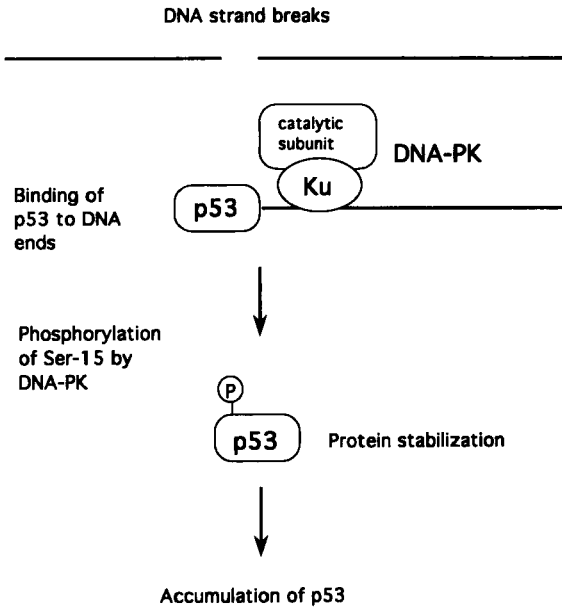 DNA strand breaks
catalytic
subunit
DNA-PK
Ku
Binding of
p53 to DNA
ends
p53
Phosphorylation
of Ser-15 by
DNA-PK
P
p53
Protein stabilization
Accumulation of p53